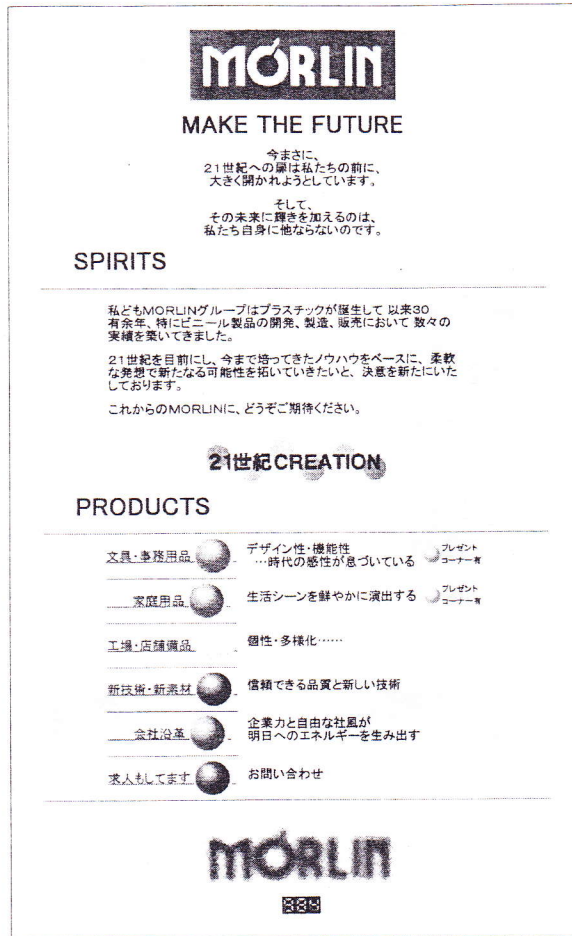 MORLIN
MAKE THE FUTURE
今まさに、
21世紀への扉は私たちの前に、
大きく開かれようとしています。
そして、
その未来に輝きを加えるのは、
私たち自身に他ならないのです。
SPIRITS
私どもMORLINグループはプラスチックが誕生して 以来30
有余年、特にビニール製品の開発、製造、販売において 数々の
実績を築いてきました。
21世紀を目前にし、今まで培ってきたノウハウをベースに、柔軟
な発想で新たなる可能性を拓いていきたいと、決意を新たにいた
しております。
これからのMORLINに、どうぞご期待ください。
21世紀CREATION
PRODUCTS
文具・事務用品 デザイン性・機能性 プレゼント
…時代の感性が息づいている コーナー有
家庭用品 生活シーンを鮮やかに演出する プレゼント
コーナー有
工場・店舗備品 個性・多様化……
新技術・新素材 信頼できる品質と新しい技術
会社沿革 企業力と自由な社風が
明日へのエネルギーを生み出す
求人もしてます お問い合わせ
MORLIN